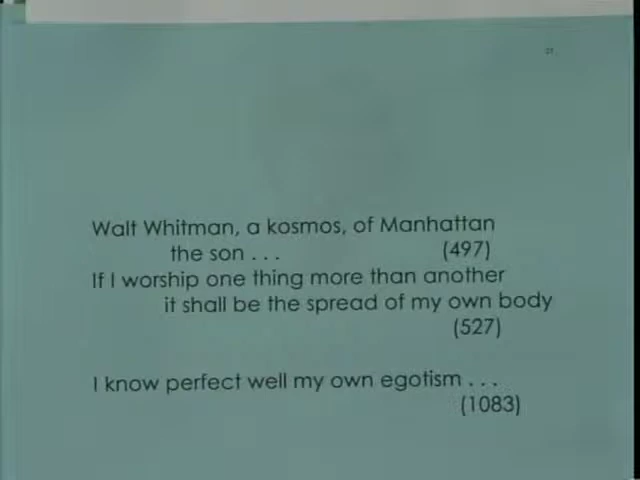 Walt Whitman, a kosmos, of Manhattan
the son . . . (497)
If I worship one thing more than another
it shall be the spread of my own body
(527)
I know perfect well my own egotism . . .
(1083)